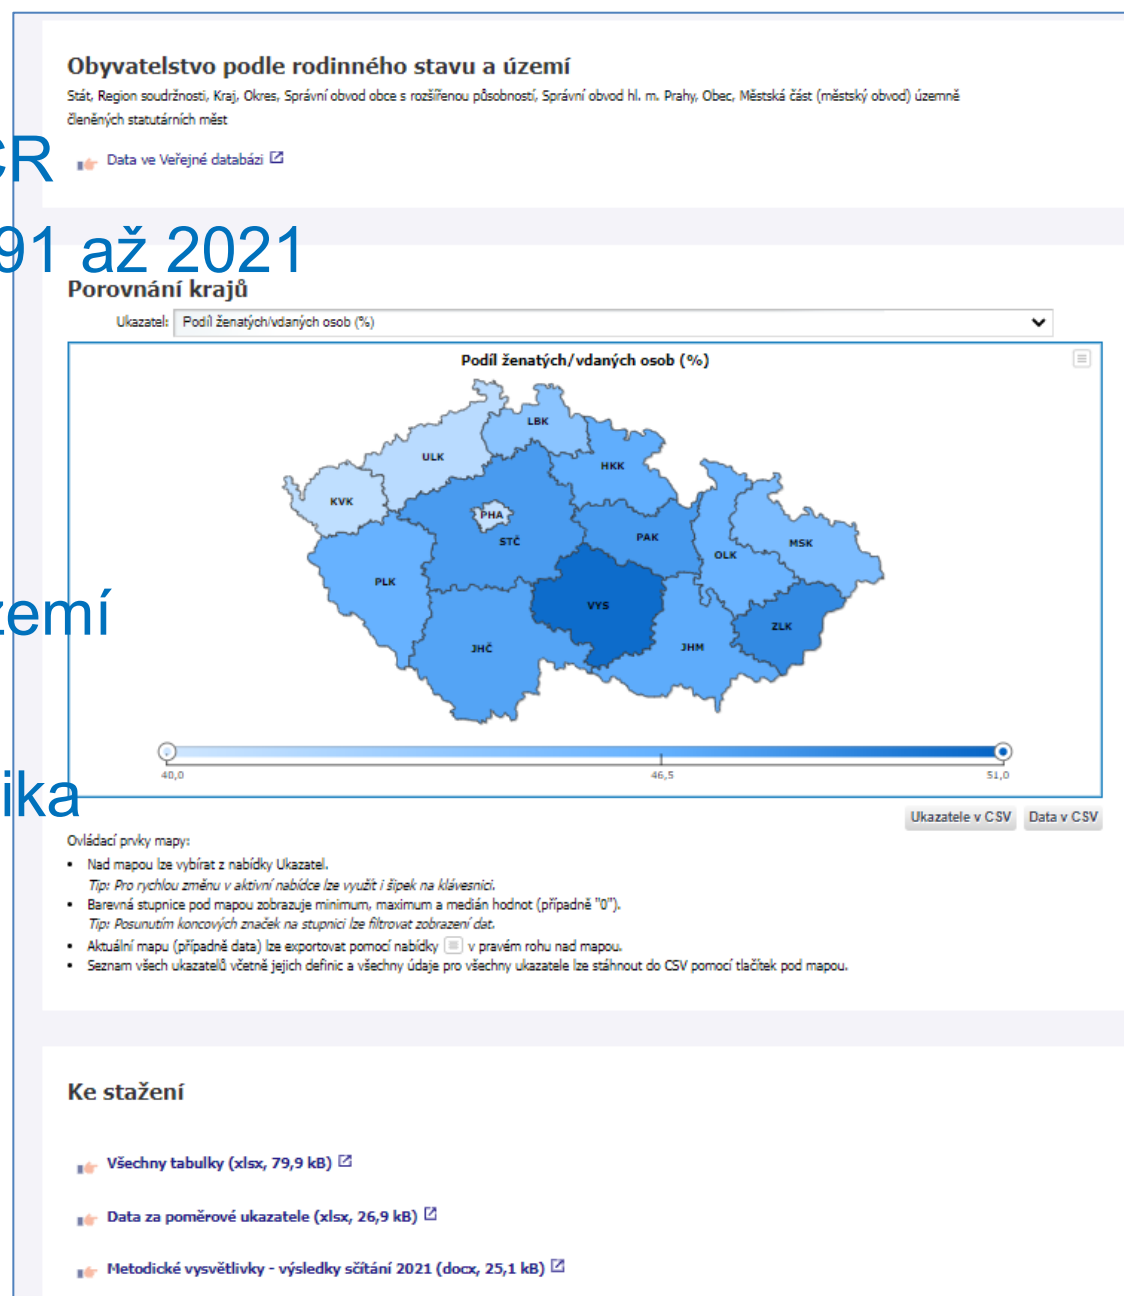 Obyvatelstvo podle rodinného stavu a území
Stát, Region soudržnosti, Kraj, Okres, Správní obvod obce s rozšířenou působností, Správní obvod hl. m. Prahy, Obec, Městská část (městský obvod) územně
členěných statutárních měst
ČR
Data ve Veřejné databázi
91 až 2021
Porovnání krajů
Ukazatel: Podíl ženatých/vdaných osob (%)
Podíl ženatých/vdaných osob (%)
LBK
ULK
HKK
KVK
PHA
STČ
PAK
MSK
OLK
PLK
VYS
ZLK
JHČ
JHM
zemí
40,0 46,5 51,0
ika
Ukazatele v CSV Data v CSV
Ovládací prvky mapy:
• Nad mapou lze vybírat z nabídky Ukazatel.
Tip: Pro rychlou změnu v aktivní nabídce lze využít i šipek na klávesnici.
• Barevná stupnice pod mapou zobrazuje minimum, maximum a medián hodnot (případně "0").
Tip: Posunutím koncových značek na stupnici lze filtrovat zobrazení dat.
• Aktuální mapu (případně data) lze exportovat pomocí nabídky v pravém rohu nad mapou.
• Seznam všech ukazatelů včetně jejich definic a všechny údaje pro všechny ukazatele lze stáhnout do CSV pomocí tlačítek pod mapou.
Ke stažení
Všechny tabulky (xlsx, 79,9 kB)
Data za poměrové ukazatele (xlsx, 26,9 kB)
Metodické vysvětlivky - výsledky sčítání 2021 (docx, 25,1 kB)